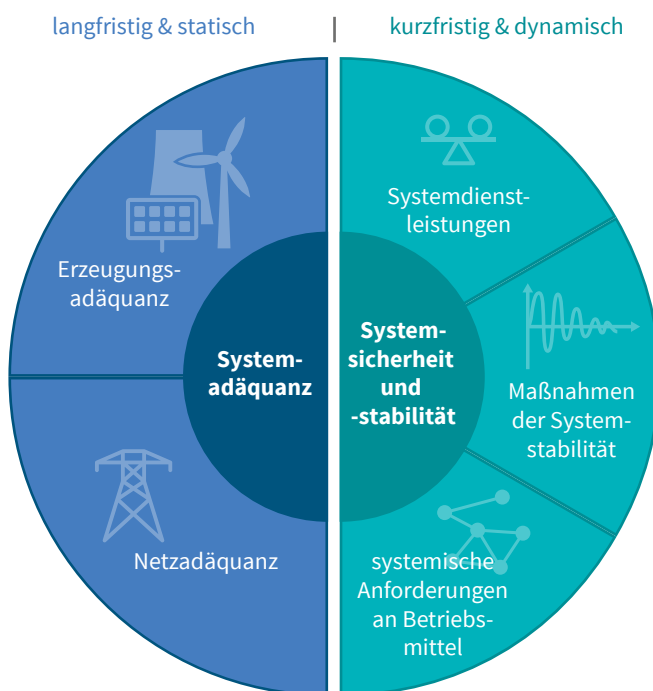 langfristig & statisch | kurzfristig & dynamisch
Systemdienst-
leistungen
Erzeugungs-
adäquanz
System-
adäquanz
System-
sicherheit
und
-stabilität
Maßnahmen
der System-
stabilität
Netzadäquanz
systemische
Anforderungen
an Betriebs-
mittel